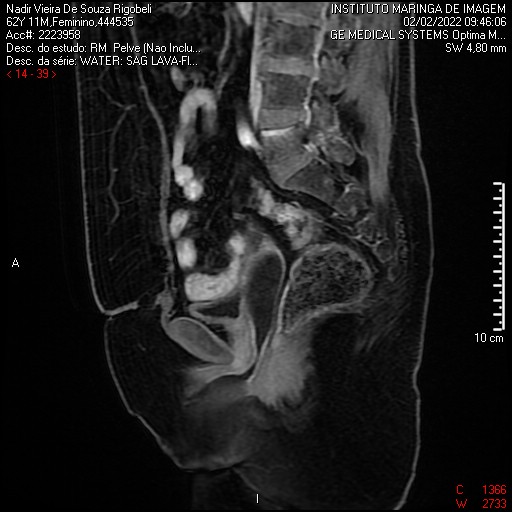 Nadir Vieira De Souza Rigobeli
62Y 11M,Feminino,444535
Acc#: 2223958
Desc. do estudo: RM  Pelve (Nao Inclu...
Desc. da série: WATER: SAG LAVA-Fl...
< 14 - 39 >
INSTITUTO MARINGA DE IMAGEM
02/02/2022 09:46:06
GE MEDICAL SYSTEMS Optima M...
SW 4,80 mm
A
10 cm
I
C 1366
W 2733